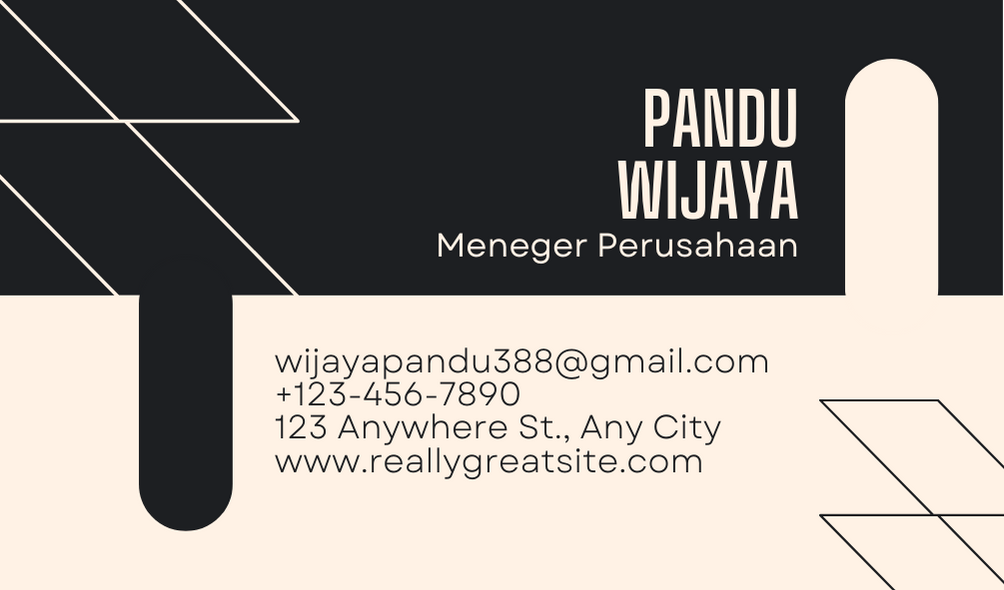 PANDU
WIJAYA
Meneger Perusahaan
wijayapandu388@gmail.com
+123-456-7890
123 Anywhere St., Any City
www.reallygreatsite.com